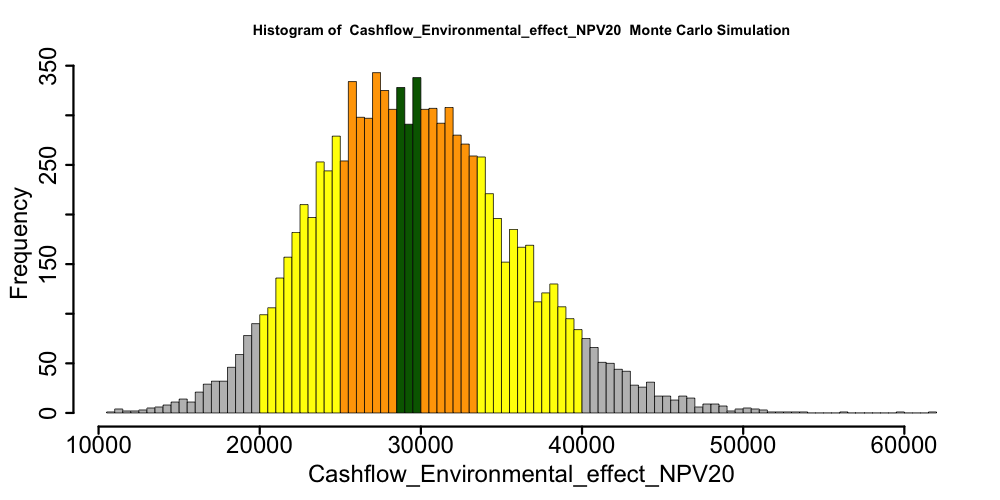 Histogram of  Cashflow_Environmental_effect_NPV20  Monte Carlo Simulation
350
250
150
50
0
Frequency
10000 20000 30000 40000 50000 60000
Cashflow_Environmental_effect_NPV20